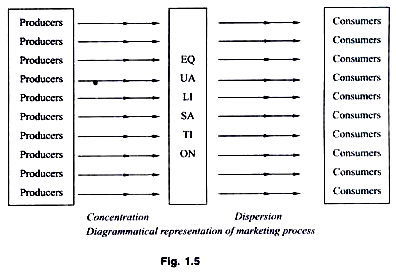 Producers
Producers
Producers
Producers
Producers
Producers
Producers
Producers
Producers
Producers
EQ
UA
LI
SA
TI
ON
Consumers
Consumers
Consumers
Consumers
Consumers
Consumers
Consumers
Consumers
Consumers
Consumers
Concentration
Dispersion
Diagrammatical representation of marketing process
Fig. 1.5